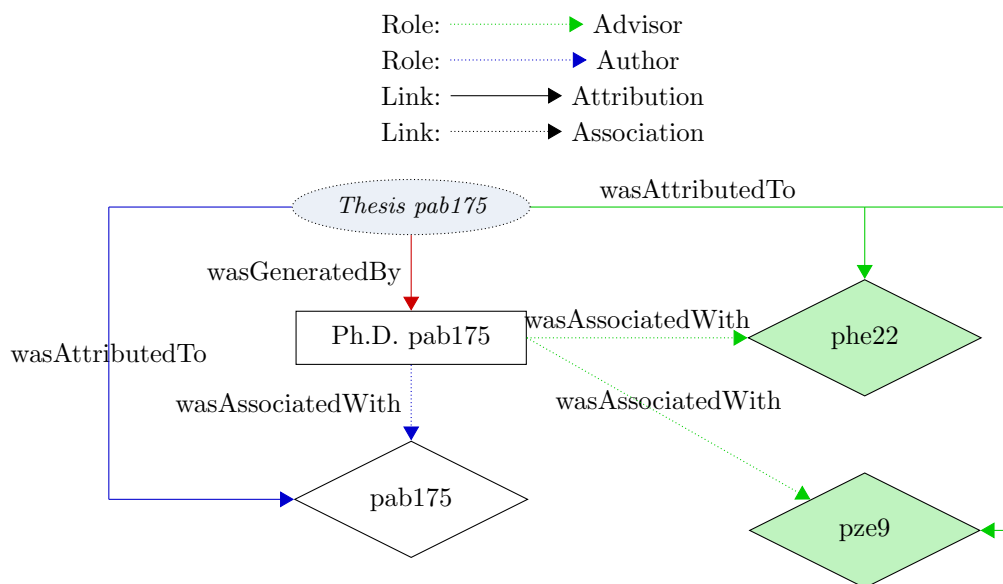 Role: Advisor
Role: Author
Link: Attribution
Link: Association
wasAttributedTo
Thesis pab175
wasGeneratedBy
wasAssociatedWith
Ph.D. pab175
phe22
wasAttributedTo
wasAssociatedWith
wasAssociatedWith
pab175
pze9